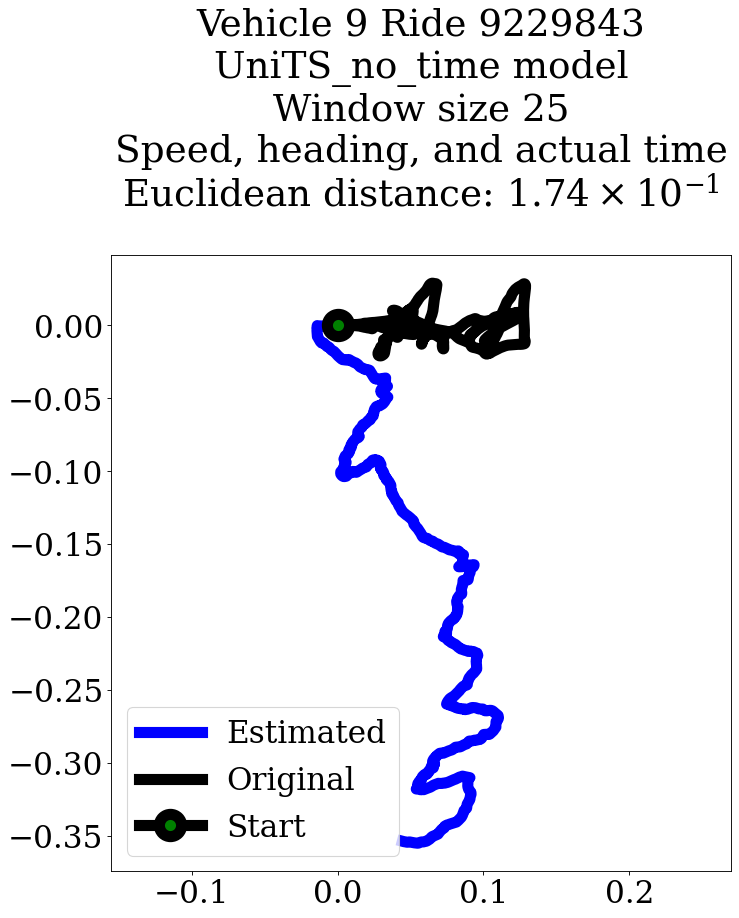 Vehicle 9 Ride 9229843
UniTS_no_time model
Window size 25
Speed, heading, and actual time
Euclidean distance: 1.74 × 10⁻¹
0.00
−0.05
−0.10
−0.15
−0.20
−0.25
−0.30
−0.35
Estimated
Original
Start
−0.1 0.0 0.1 0.2